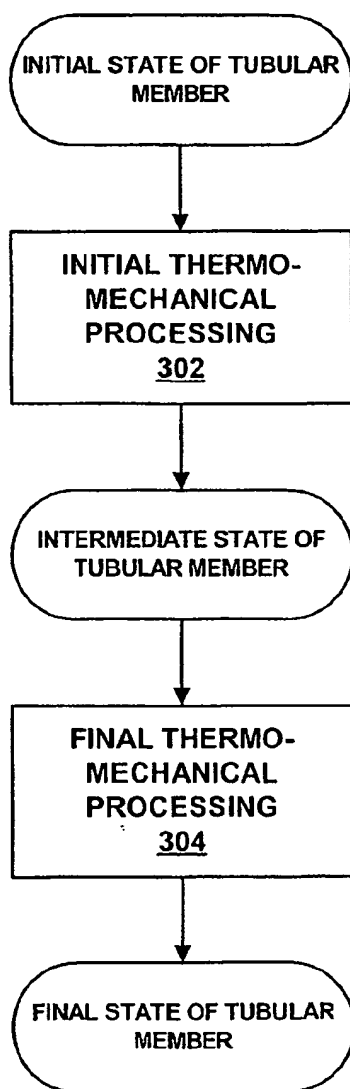 INITIAL STATE OF TUBULAR
MEMBER
INITIAL THERMO-
MECHANICAL
PROCESSING
302
INTERMEDIATE STATE OF
TUBULAR MEMBER
FINAL THERMO-
MECHANICAL
PROCESSING
304
FINAL STATE OF TUBULAR
MEMBER